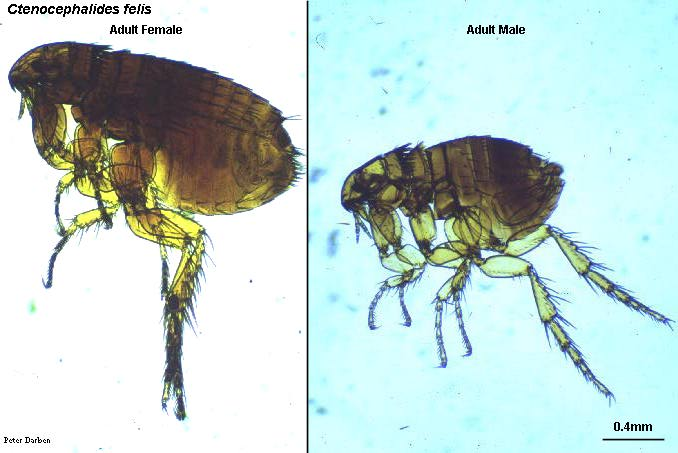 Ctenocephalides felis
Adult Female
Adult Male
0.4mm
Peter Darben